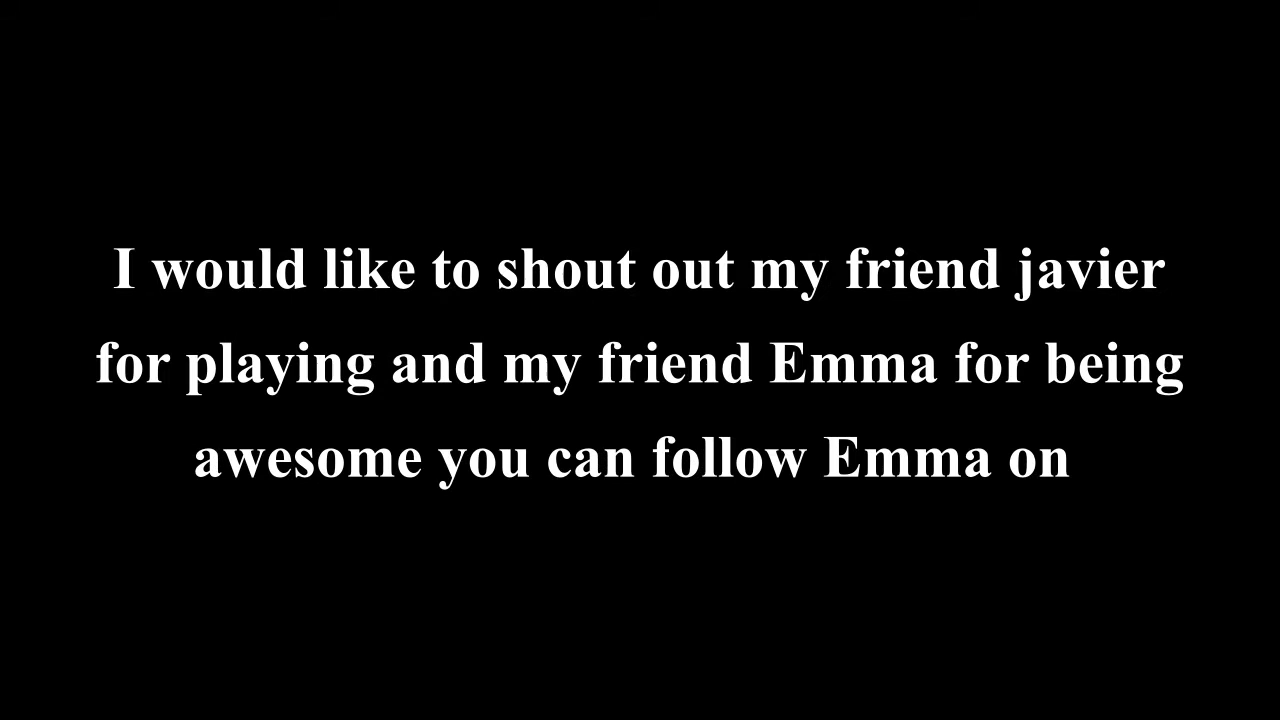 I would like to shout out my friend javier
for playing and my friend Emma for being
awesome you can follow Emma on